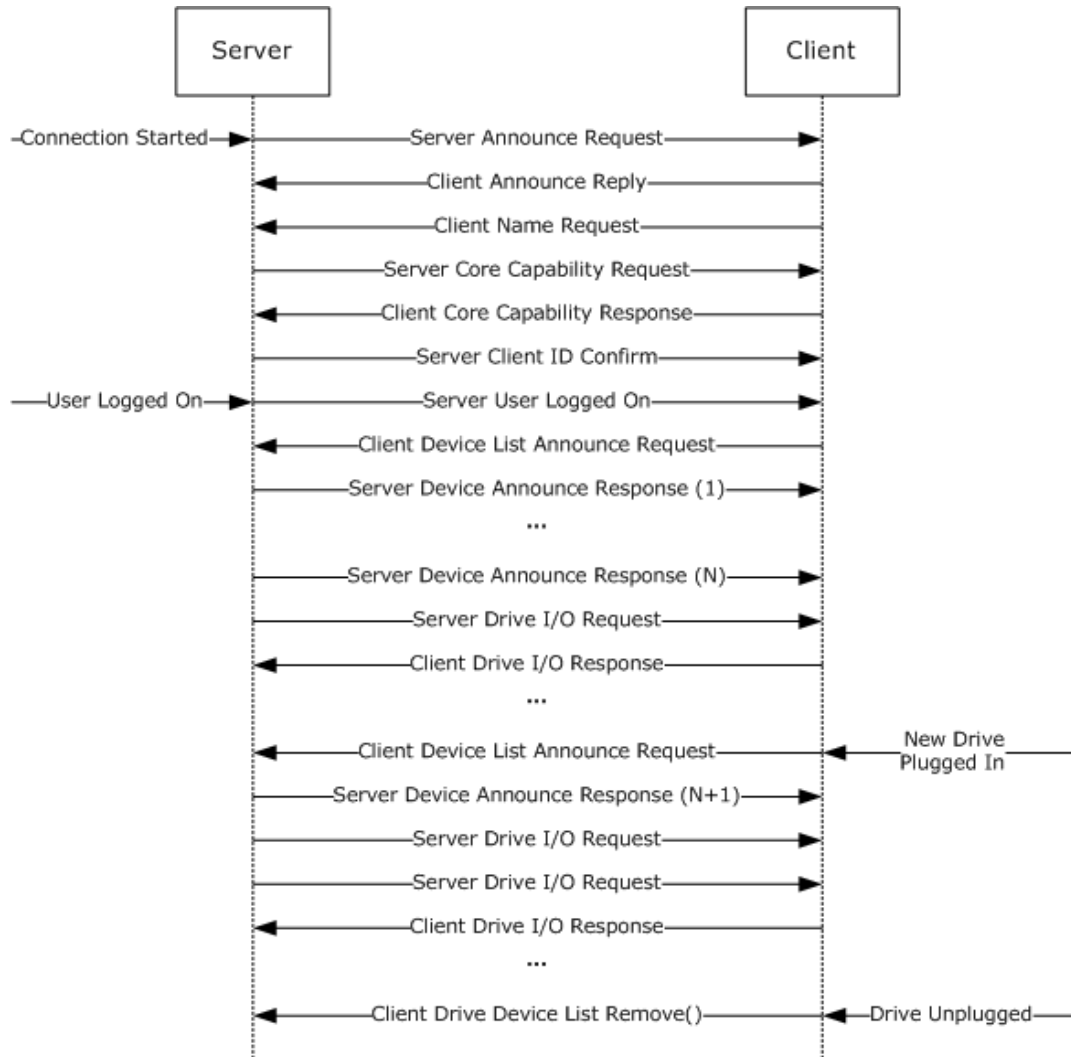 Server
Client
Connection Started
Server Announce Request
Client Announce Reply
Client Name Request
Server Core Capability Request
Client Core Capability Response
Server Client ID Confirm
User Logged On
Server User Logged On
Client Device List Announce Request
Server Device Announce Response (1)
...
Server Device Announce Response (N)
Server Drive I/O Request
Client Drive I/O Response
...
Client Device List Announce Request
New Drive
Plugged In
Server Device Announce Response (N+1)
Server Drive I/O Request
Server Drive I/O Request
Client Drive I/O Response
...
Client Drive Device List Remove()
Drive Unplugged